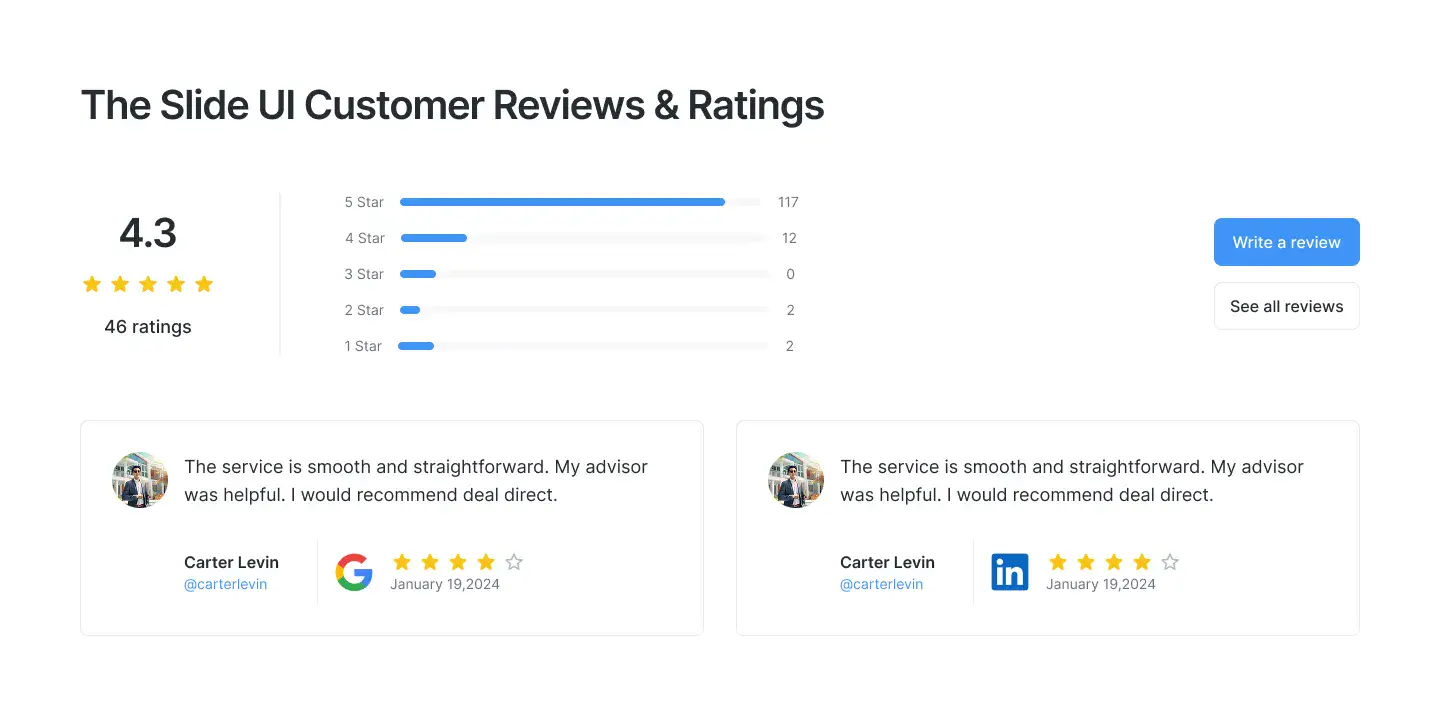 The Slide UI Customer Reviews & Ratings
4.3
46 ratings
5 Star 117
4 Star 12
3 Star 0
2 Star 2
1 Star 2
Write a review
See all reviews
The service is smooth and straightforward. My advisor
was helpful. I would recommend deal direct.
Carter Levin
@carterlevin
January 19,2024
The service is smooth and straightforward. My advisor
was helpful. I would recommend deal direct.
Carter Levin
@carterlevin
in
January 19,2024